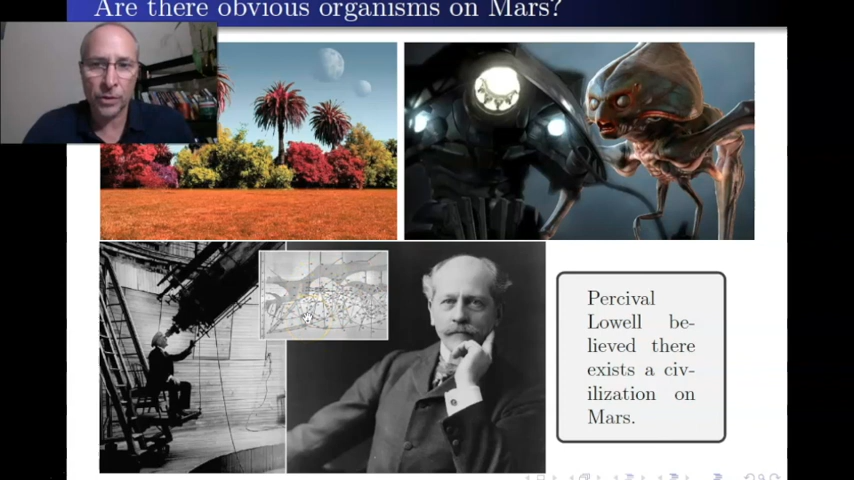 Are there obvious organisms on Mars?
Percival
Lowell be-
lieved there
exists a civ-
ilization on
Mars.